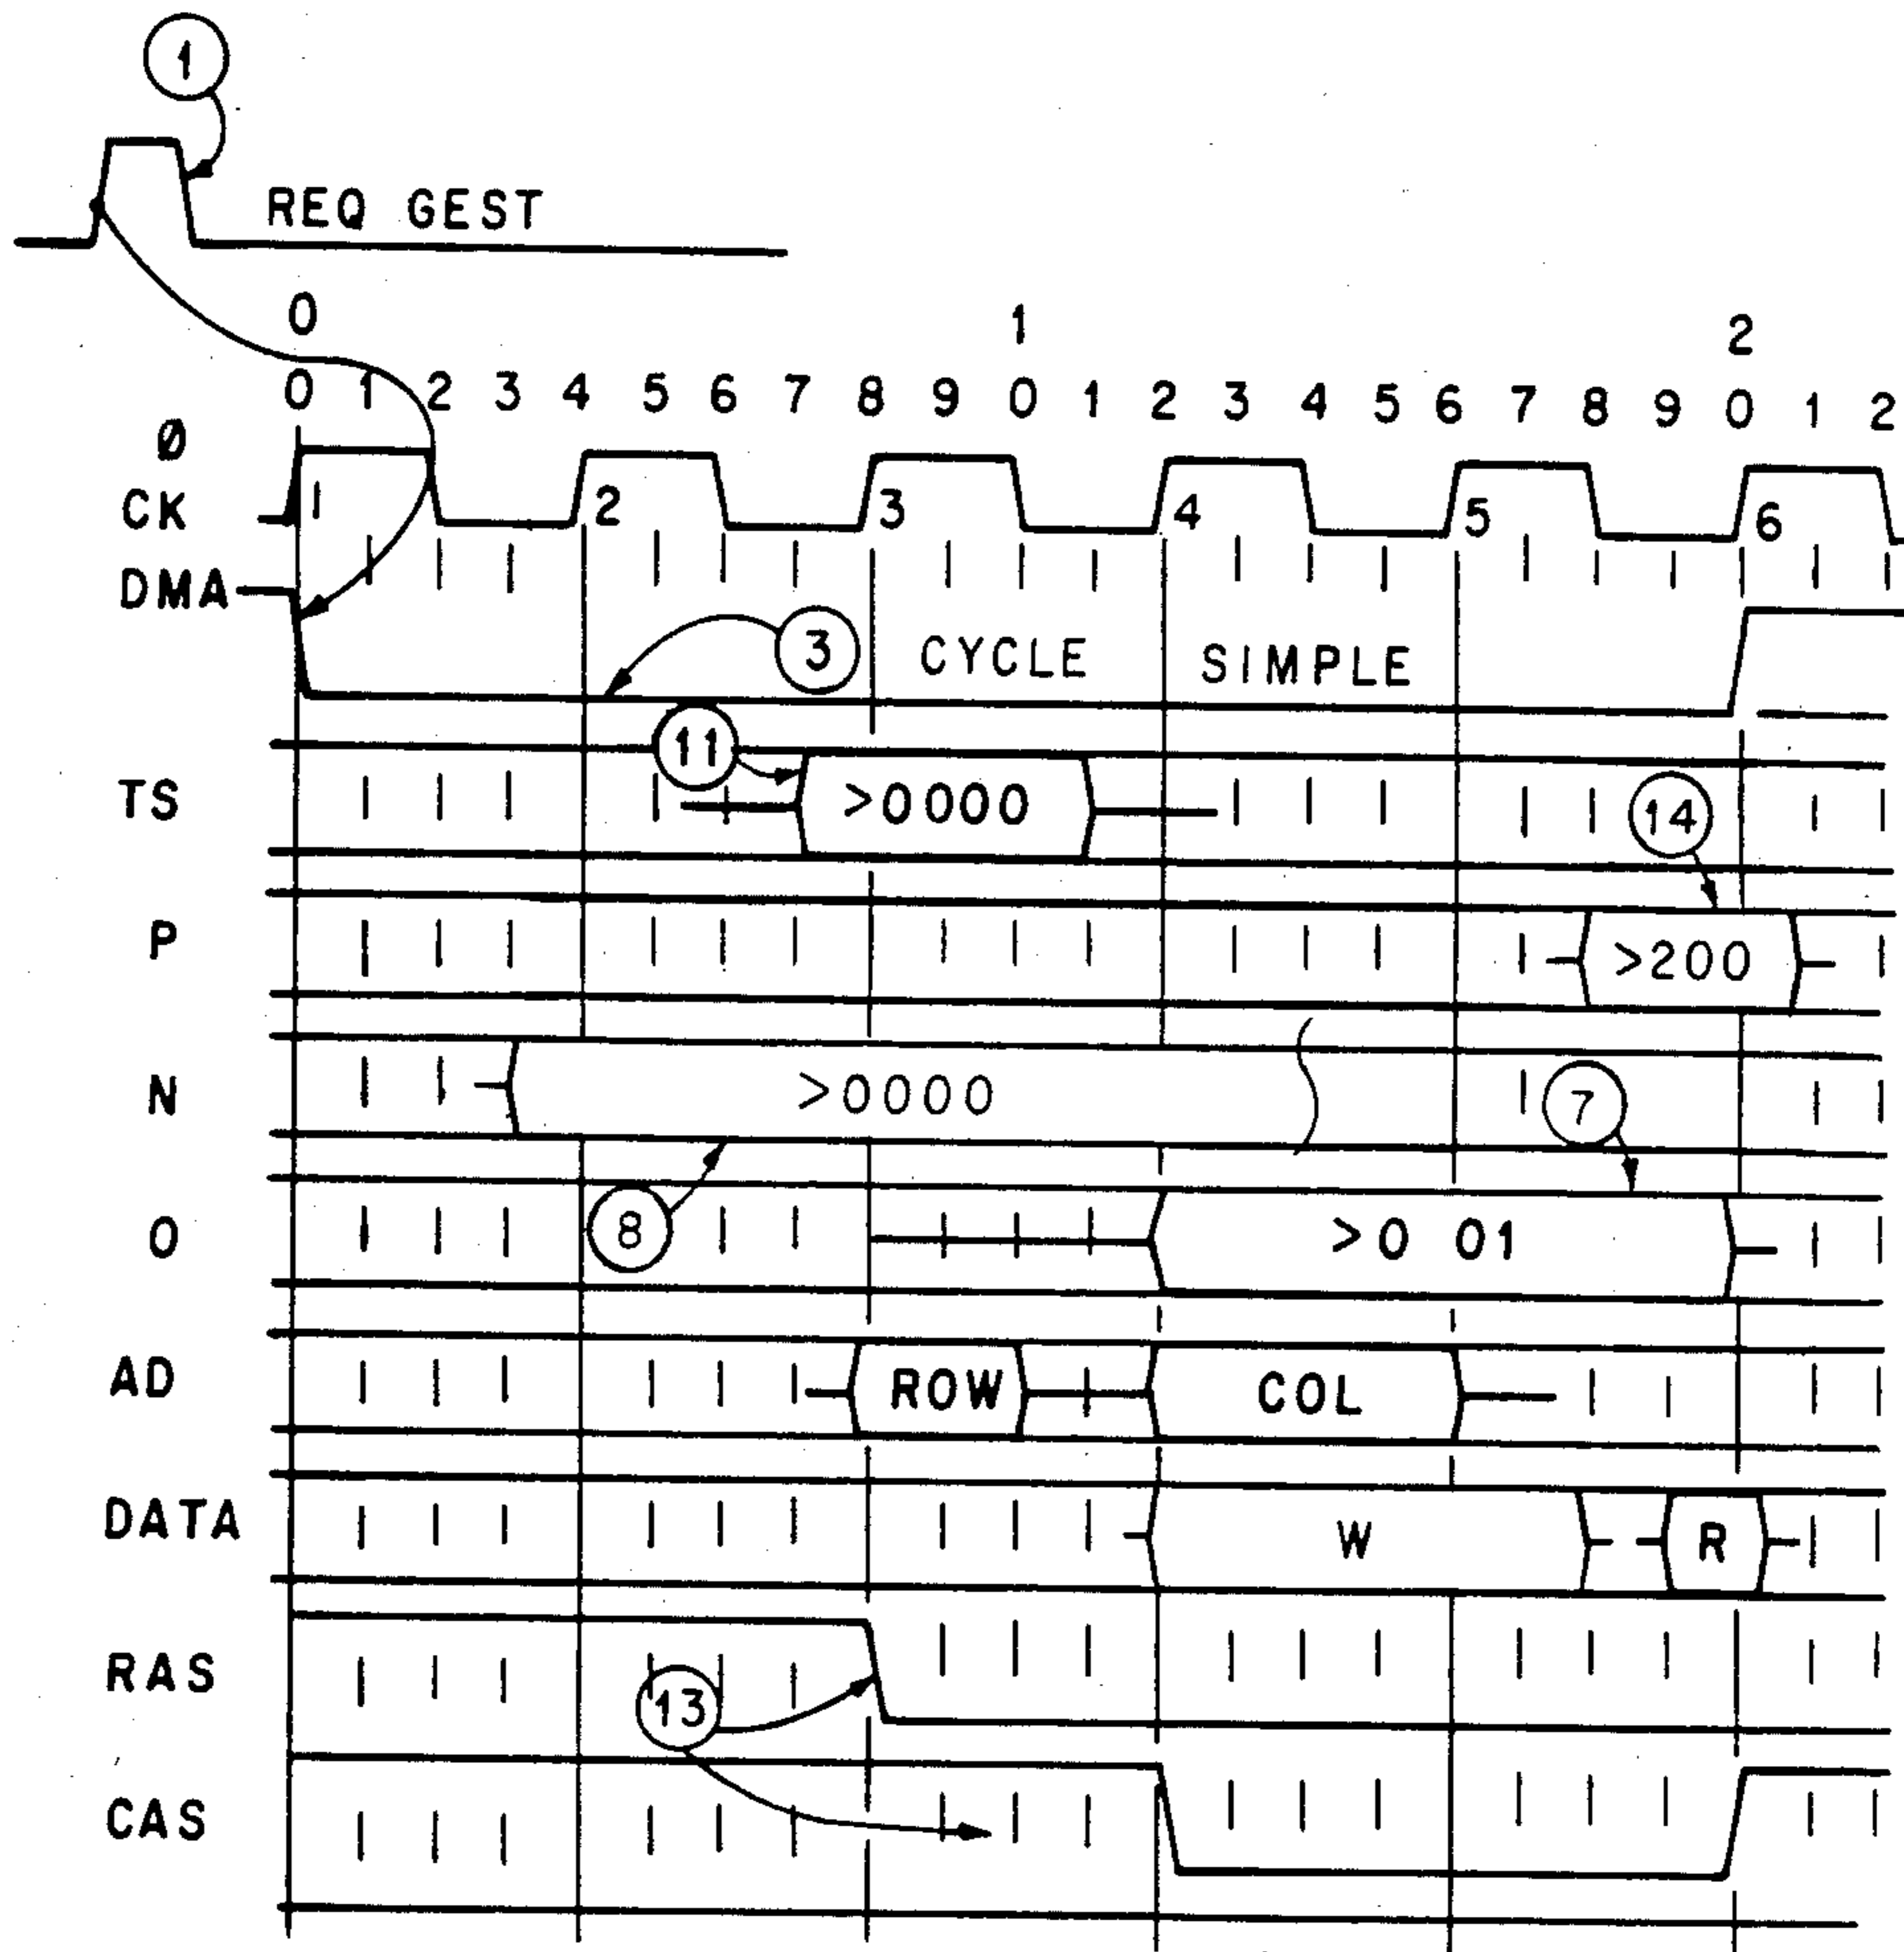 1
REQ GEST
0 1 2
0 1 2 3 4 5 6 7 8 9 0 1 2 3 4 5 6 7 8 9 0 1 2
Ø
CK 1 2 3 4 5 6
DMA
3 CYCLE SIMPLE
11
TS >0000
14
P >200
N >0000
7
8
O >0 01
AD ROW COL
DATA W R
RAS
13
CAS